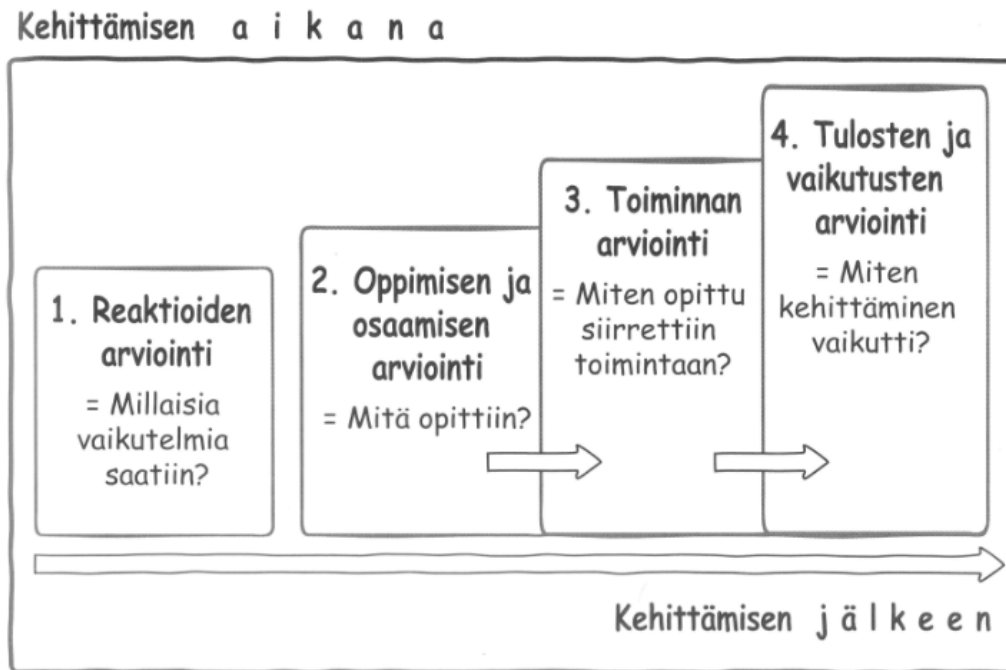 Kehittämisen a i k a n a
1. Reaktioiden
arviointi
= Millaisia
vaikutelmia
saatiin?
2. Oppimisen ja
osaamisen
arviointi
= Mitä opittiin?
3. Toiminnan
arviointi
= Miten opittu
siirrettiin
toimintaan?
4. Tulosten ja
vaikutusten
arviointi
= Miten
kehittäminen
vaikutti?
Kehittämisen j ä l k e e n